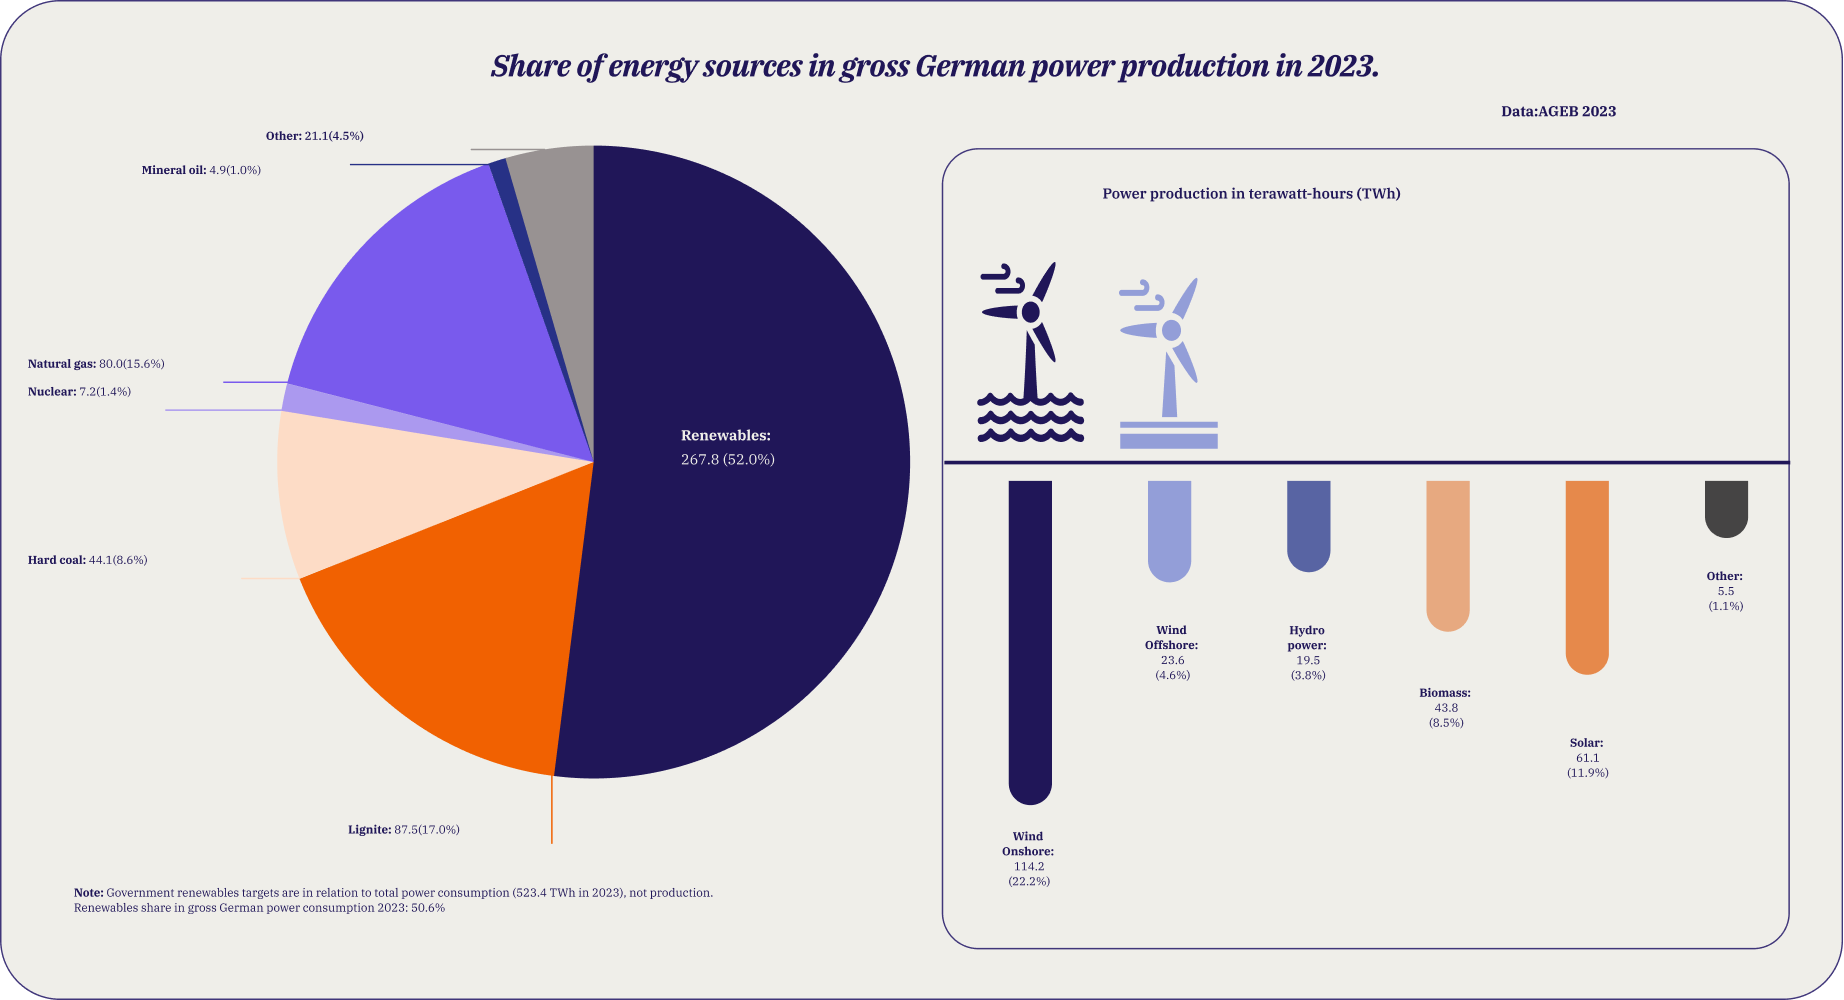 Share of energy sources in gross German power production in 2023.
Data:AGEB 2023
Other: 21.1(4.5%)
Mineral oil: 4.9(1.0%)
Natural gas: 80.0(15.6%)
Nuclear: 7.2(1.4%)
Hard coal: 44.1(8.6%)
Lignite: 87.5(17.0%)
Renewables:
267.8 (52.0%)
Note: Government renewables targets are in relation to total power consumption (523.4 TWh in 2023), not production.
Renewables share in gross German power consumption 2023: 50.6%
Power production in terawatt-hours (TWh)
Wind
Onshore:
114.2
(22.2%)
Wind
Offshore:
23.6
(4.6%)
Hydro
power:
19.5
(3.8%)
Biomass:
43.8
(8.5%)
Solar:
61.1
(11.9%)
Other:
5.5
(1.1%)